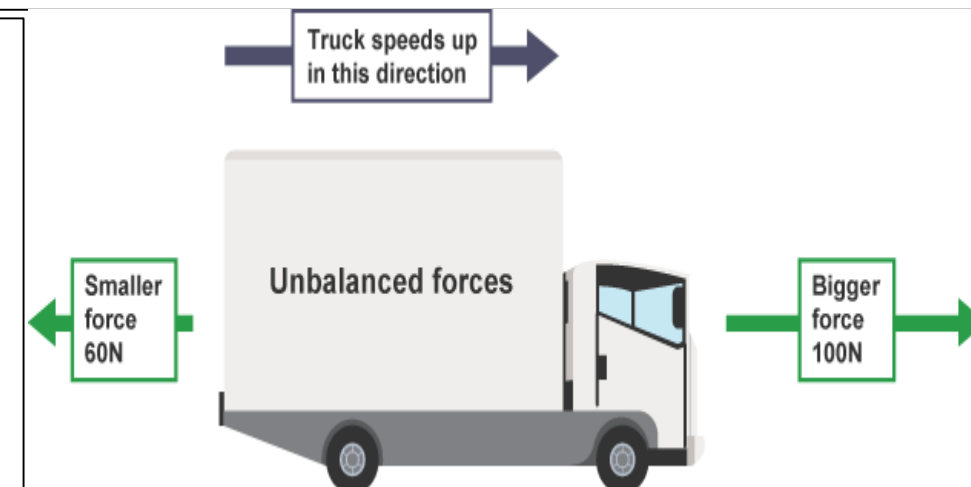 Truck speeds up
in this direction
Unbalanced forces
Smaller
force
60N
Bigger
force
100N